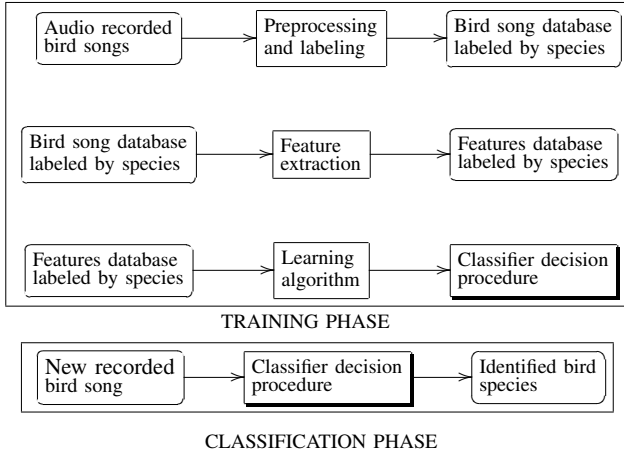 Audio recorded
bird songs
Preprocessing
and labeling
Bird song database
labeled by species
Bird song database
labeled by species
Feature
extraction
Features database
labeled by species
Features database
labeled by species
Learning
algorithm
Classifier decision
procedure
TRAINING PHASE
New recorded
bird song
Classifier decision
procedure
Identified bird
species
CLASSIFICATION PHASE